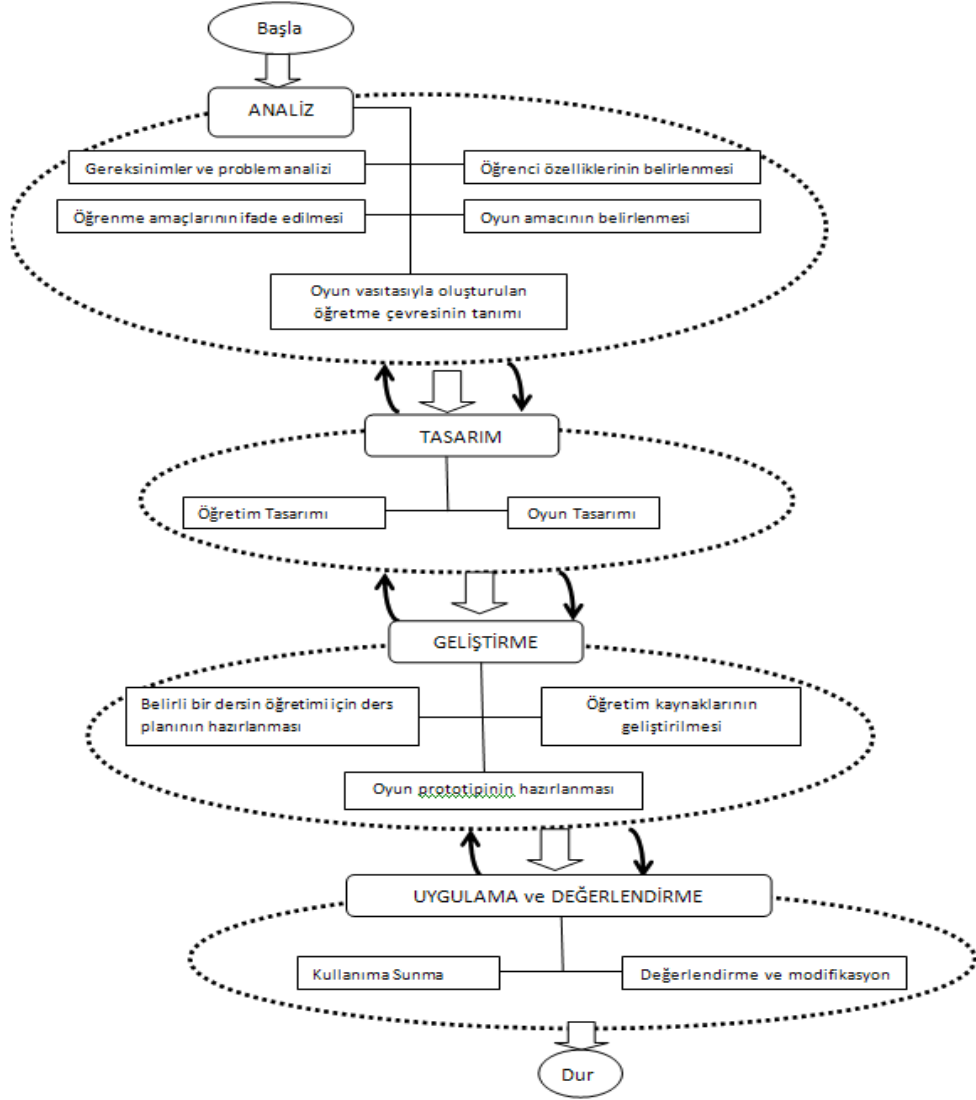 Başla
ANALİZ
Gereksinimler ve problem analizi
Öğrenci özelliklerinin belirlenmesi
Öğrenme amaçlarının ifade edilmesi
Oyun amacının belirlenmesi
Oyun vasıtasıyla oluşturulan
öğretme çevresinin tanımı
TASARIM
Öğretim Tasarımı
Oyun Tasarımı
GELİŞTİRME
Belirli bir dersin öğretimi için ders
planının hazırlanması
Öğretim kaynaklarının
geliştirilmesi
Oyun prototipinin hazırlanması
UYGULAMA ve DEĞERLENDİRME
Kullanıma Sunma
Değerlendirme ve modifikasyon
Dur